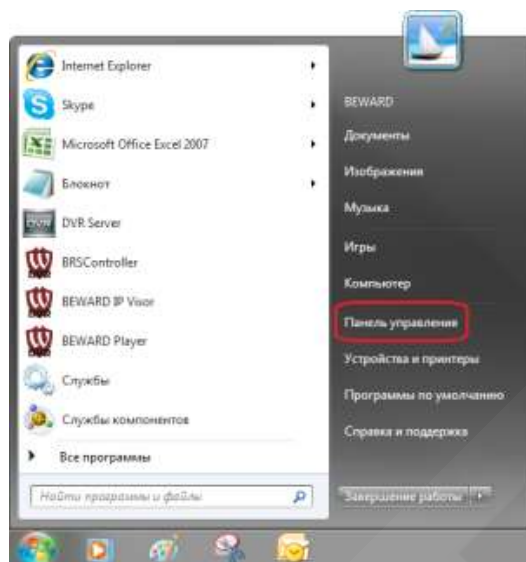 Internet Explorer
Skype
Microsoft Office Excel 2007
Блокнот
DVR Server
BRSController
BEWARD IP Visor
BEWARD Player
Службы
Службы компонентов
Все программы
Найти программы и файлы
BEWARD
Документы
Изображения
Музыка
Игры
Компьютер
Панель управления
Устройства и принтеры
Программы по умолчанию
Справка и поддержка
Завершение работы